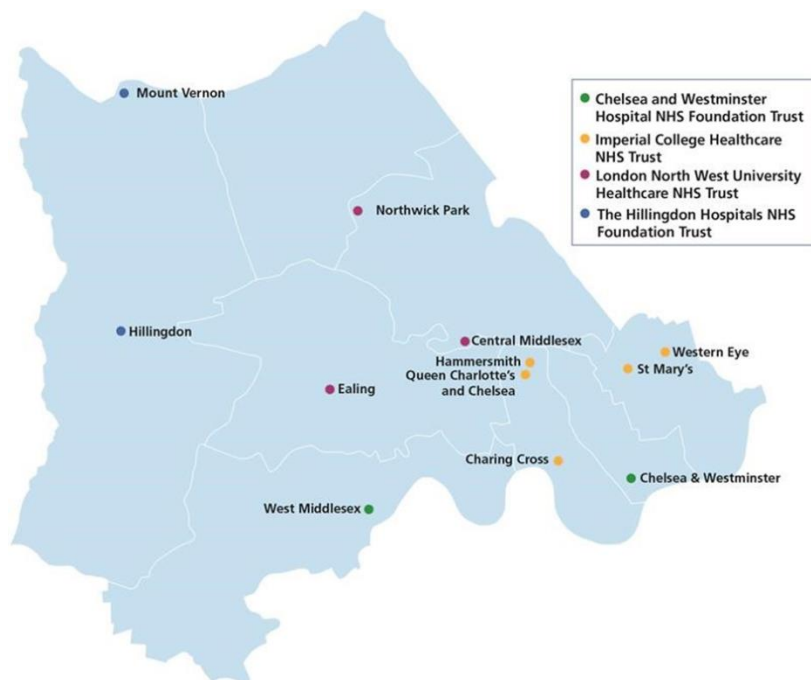 Mount Vernon
Chelsea and Westminster
Hospital NHS Foundation Trust
Imperial College Healthcare
NHS Trust
London North West University
Healthcare NHS Trust
The Hillingdon Hospitals NHS
Foundation Trust
Northwick Park
Hillingdon
Central Middlesex
Hammersmith
Queen Charlotte's
and Chelsea
Western Eye
St Mary's
Ealing
Charing Cross
Chelsea & Westminster
West Middlesex